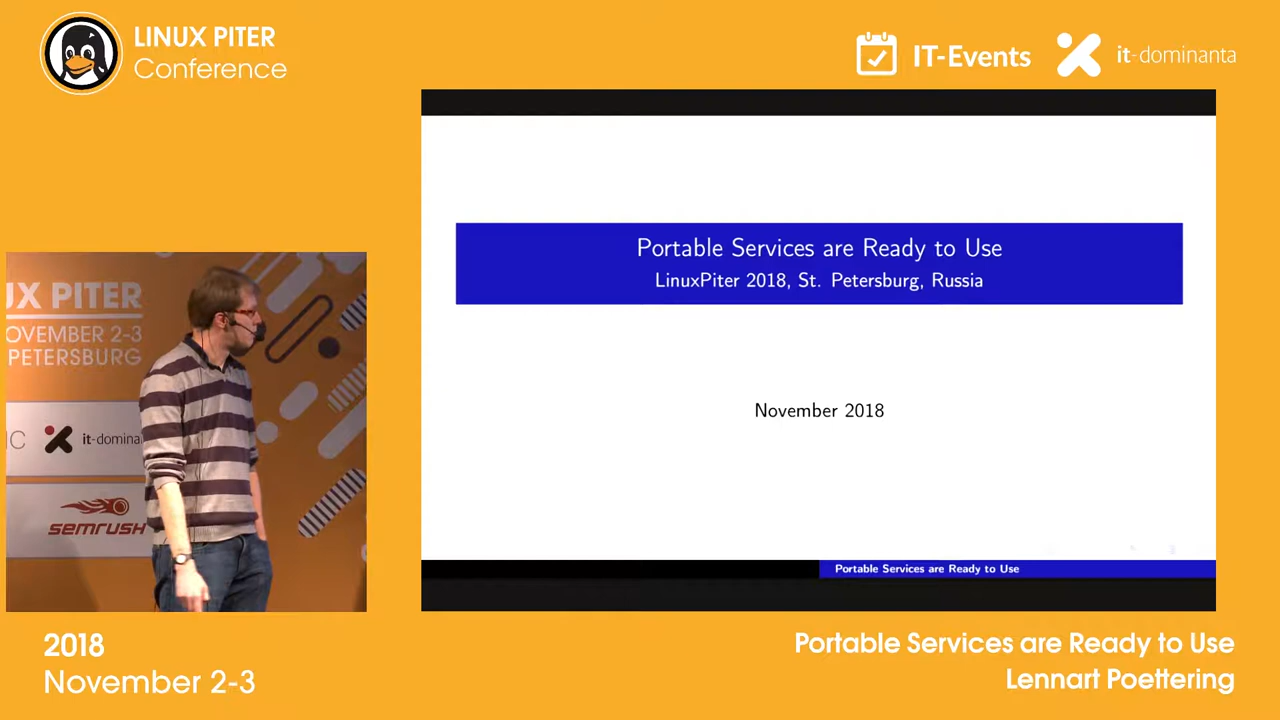 LINUX PITER
Conference
IT-Events
it-dominanta
Portable Services are Ready to Use
LinuxPiter 2018, St. Petersburg, Russia
November 2018
Portable Services are Ready to Use
UX PITER
OVEMBER 2-3
PETERSBURG
IC
it-domina
SEMRUSH
2018
November 2-3
Portable Services are Ready to Use
Lennart Poettering